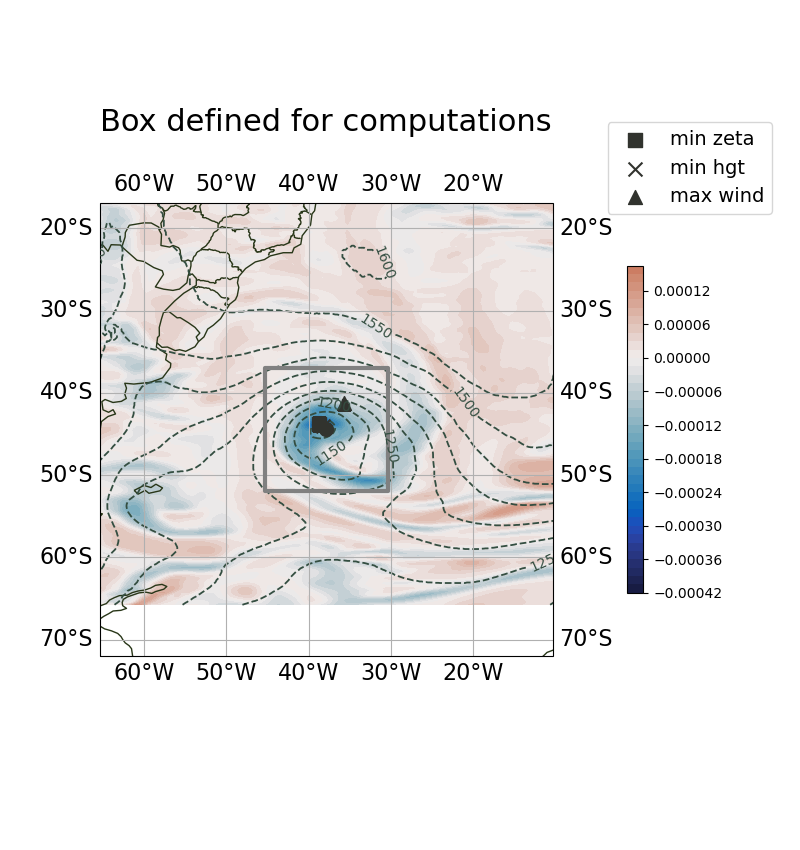 Box defined for computations
min zeta
min hgt
max wind
60°W 50°W 40°W 30°W 20°W
20°S 20°S
30°S 30°S
40°S 40°S
50°S 50°S
60°S 60°S
70°S 70°S
60°W 50°W 40°W 30°W 20°W
1600
1550
1500
1250
1150
0.00012
0.00006
0.00000
−0.00006
−0.00012
−0.00018
−0.00024
−0.00030
−0.00036
−0.00042